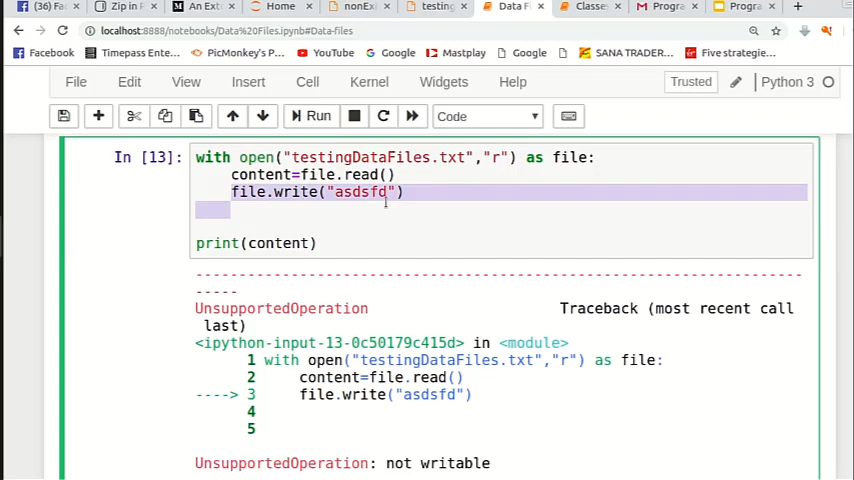 (36) Fac
Zip in F
An Ext
Home
nonExi
testing
Data F
Classes
Progra
Progra
localhost:8888/notebooks/Data%20Files.ipynb#Data-files
Facebook
Timepass Ente...
PicMonkey's P...
YouTube
Google
Mastplay
Google
SANA TRADER...
Five strategie...
File Edit View Insert Cell Kernel Widgets Help Trusted Python 3
Run Code
In [13]: with open("testingDataFiles.txt","r") as file:
content=file.read()
file.write("asdsfd")
print(content)
---------------------------------------------------------------------------
UnsupportedOperation Traceback (most recent call
last)
<ipython-input-13-0c50179c415d> in <module>
1 with open("testingDataFiles.txt","r") as file:
2 content=file.read()
----> 3 file.write("asdsfd")
4
5
UnsupportedOperation: not writable